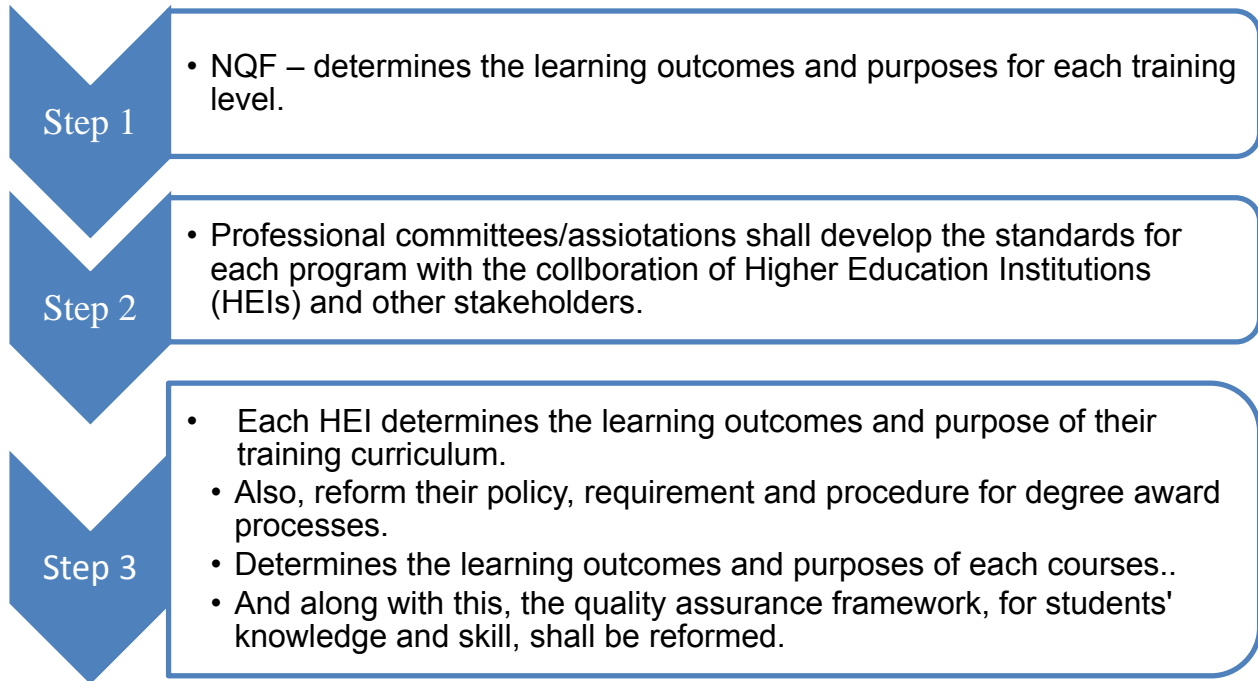 Step 1
• NQF – determines the learning outcomes and purposes for each training
level.
Step 2
• Professional committees/assiotations shall develop the standards for
each program with the collboration of Higher Education Institutions
(HEIs) and other stakeholders.
Step 3
• Each HEI determines the learning outcomes and purpose of their
training curriculum.
• Also, reform their policy, requirement and procedure for degree award
processes.
• Determines the learning outcomes and purposes of each courses..
• And along with this, the quality assurance framework, for students'
knowledge and skill, shall be reformed.